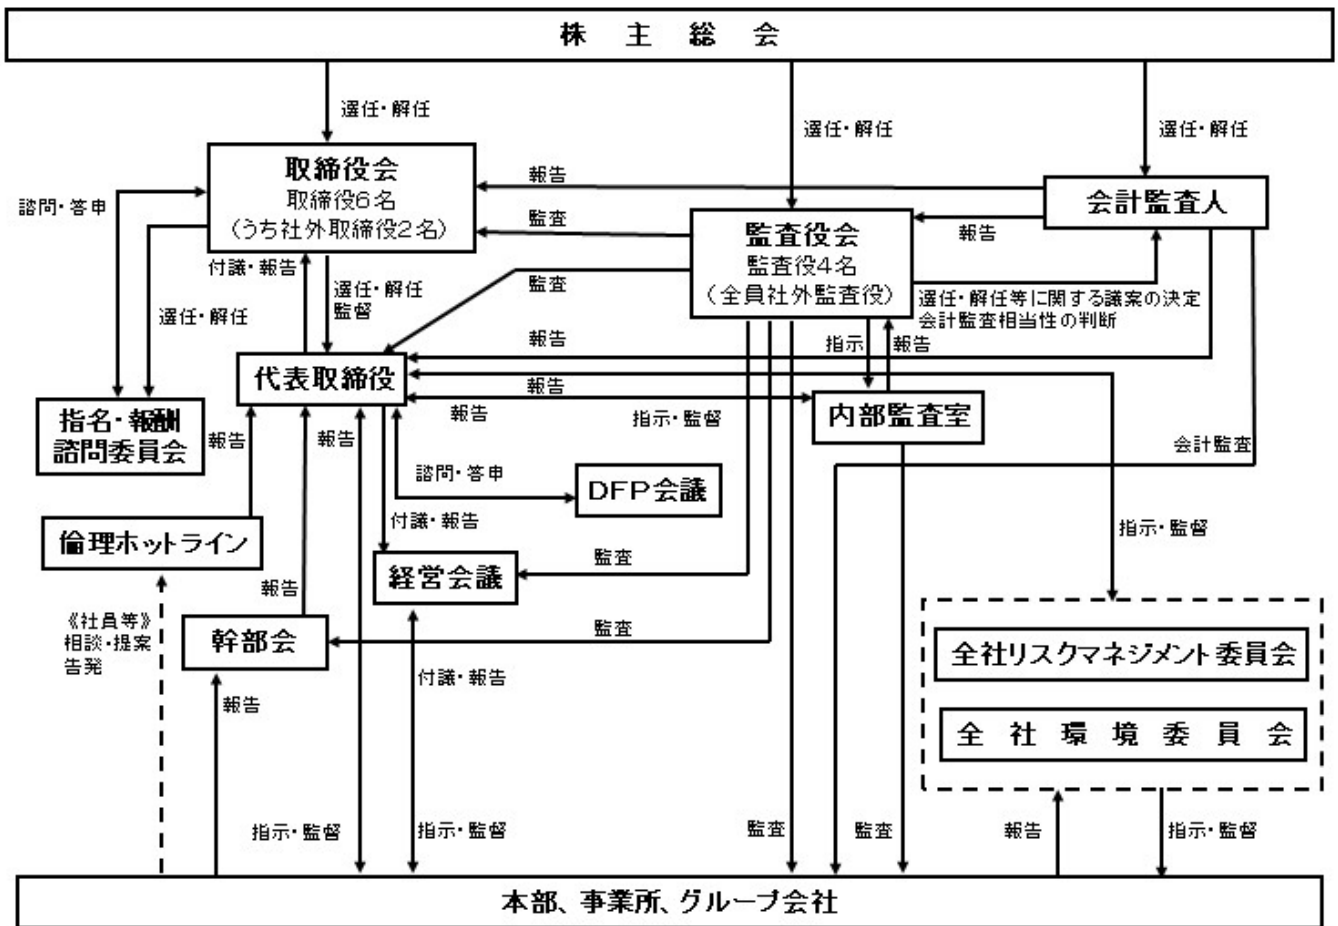 株主総会
選任・解任
選任・解任
選任・解任
取締役会
取締役6名
(うち社外取締役2名)
報告
会計監査人
諮問・答申
監査
監査役会
監査役4名
(全員社外監査役)
報告
付議・報告
選任・解任
監督
監査
選任・解任等に関する議案の決定
会計監査相当性の判断
選任・解任
報告
指示
報告
代表取締役
報告
報告
指示・監督
内部監査室
指名・報酬
諮問委員会
報告
報告
会計監査
諮問・答申
DFP会議
付議・報告
指示・監督
倫理ホットライン
経営会議
監査
報告
《社員等》
相談・提案
告発
幹部会
監査
全社リスクマネジメント委員会
付議・報告
報告
全社環境委員会
指示・監督
指示・監督
監査
監査
報告
指示・監督
本部、事業所、グループ会社